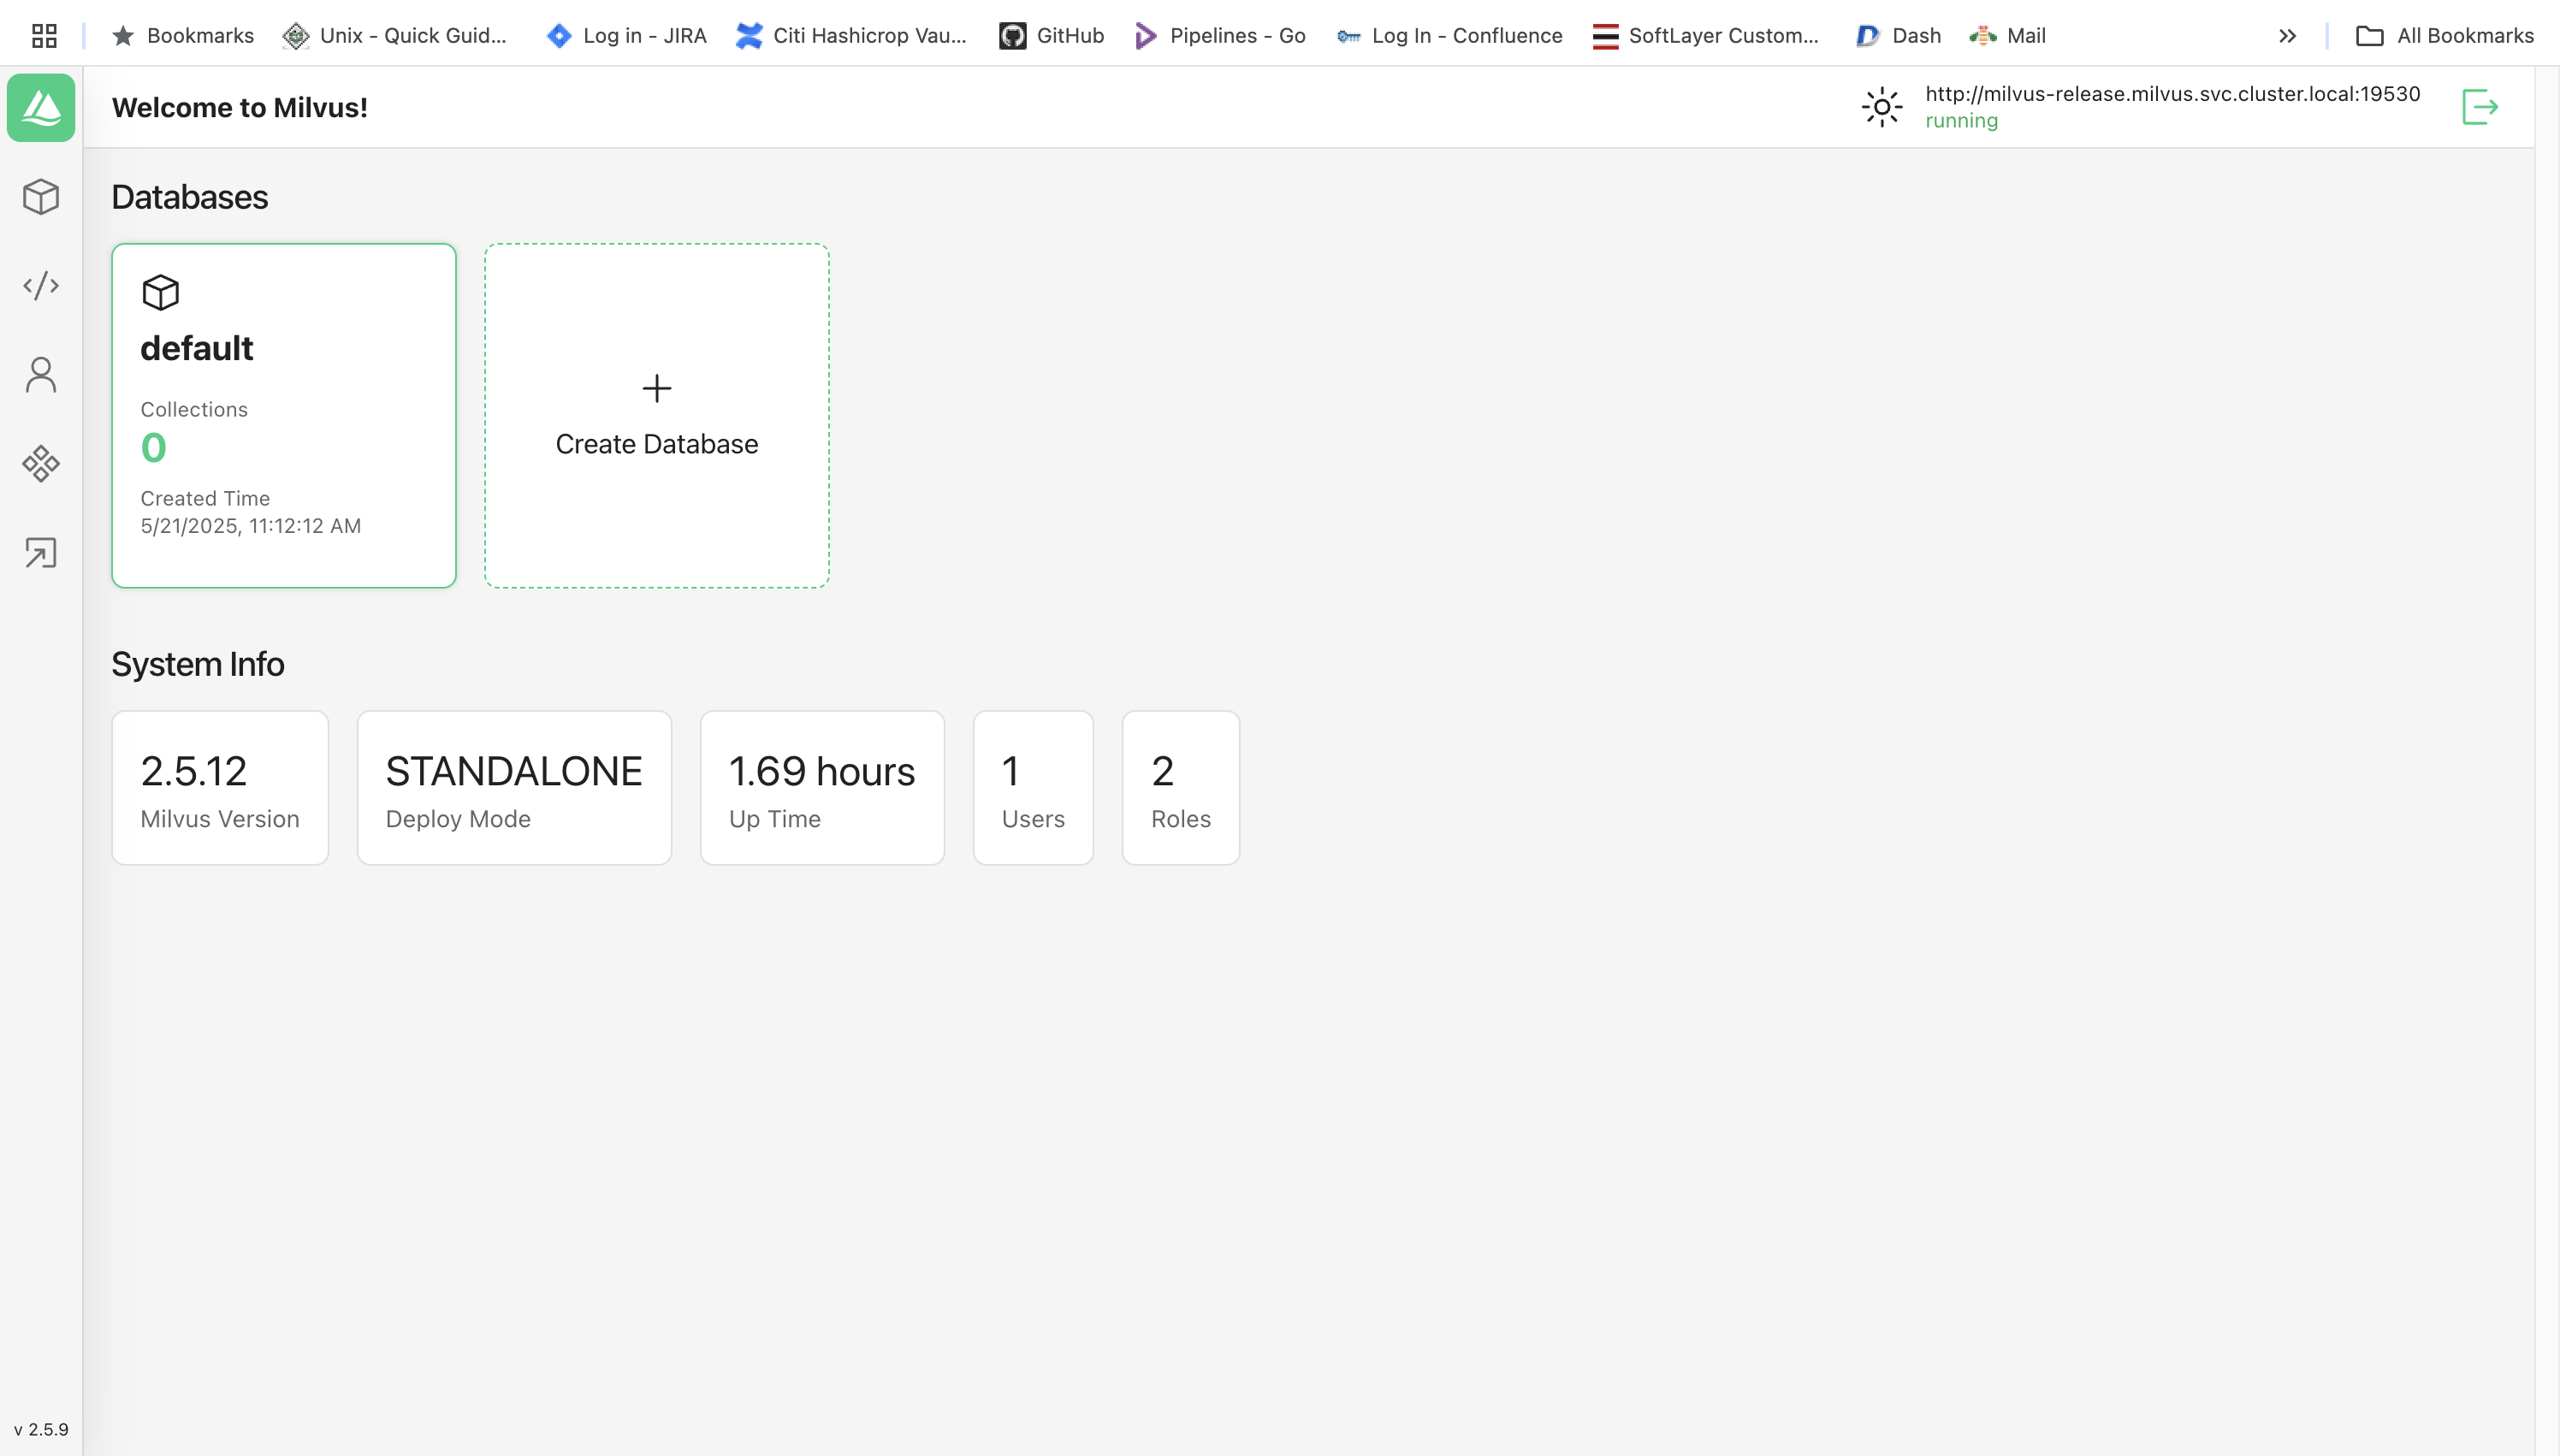 Bookmarks
Unix - Quick Guid...
Log in - JIRA
Citi Hashicrop Vau...
GitHub
Pipelines - Go
Log In - Confluence
SoftLayer Custom...
Dash
Mail
All Bookmarks
Welcome to Milvus!
http://milvus-release.milvus.svc.cluster.local:19530
running
Databases
default
Collections
0
Created Time
5/21/2025, 11:12:12 AM
Create Database
System Info
2.5.12
Milvus Version
STANDALONE
Deploy Mode
1.69 hours
Up Time
1
Users
2
Roles
v 2.5.9